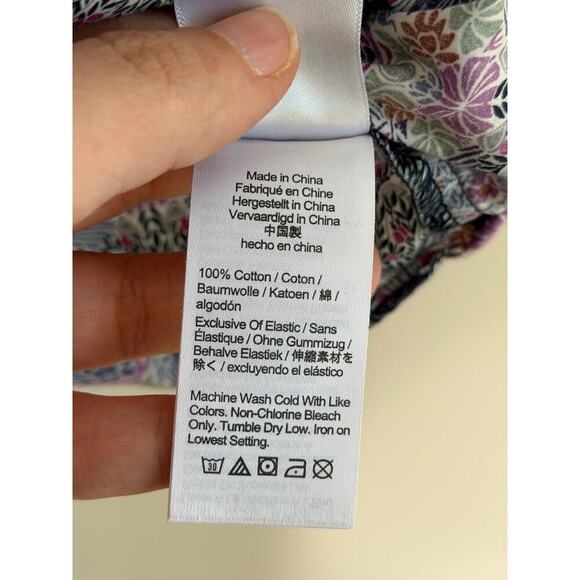 Made in China
Fabriqué en Chine
Hergestellt in China
Vervaardigd in China
中国製
hecho en china
100% Cotton / Coton /
Baumwolle / Katoen / 綿 /
algodón
Exclusive Of Elastic / Sans
Élastique / Ohne Gummizug /
Behalve Elastiek / 伸縮素材を
除く / excluyendo el elástico
Machine Wash Cold With Like
Colors. Non-Chlorine Bleach
Only. Tumble Dry Low. Iron on
Lowest Setting.
30